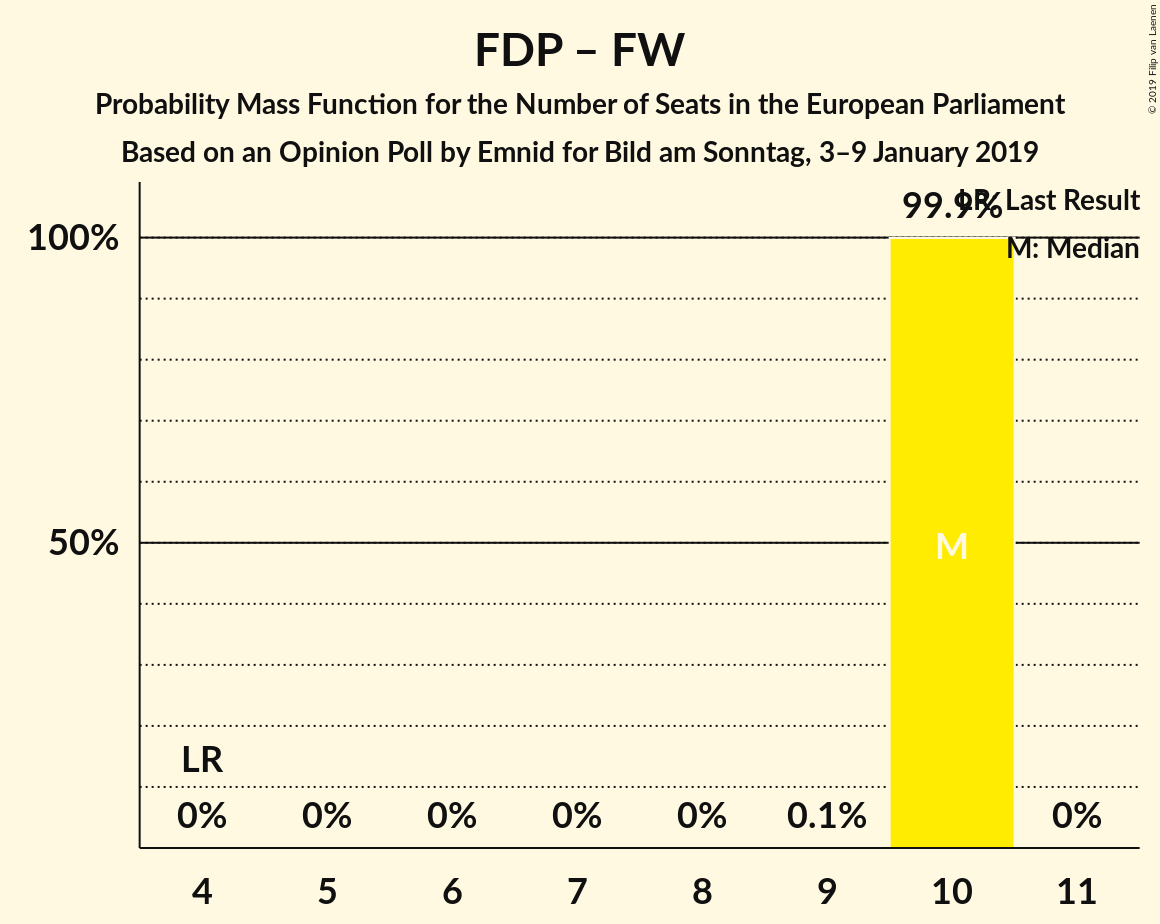 FDP – FW
Probability Mass Function for the Number of Seats in the European Parliament
Based on an Opinion Poll by Emnid for Bild am Sonntag, 3–9 January 2019
© 2019 Filip van Laenen
99.9%
LR: Last Result
M: Median
100%
50%
M
LR
0% 0% 0% 0% 0% 0.1% 0%
4 5 6 7 8 9 10 11